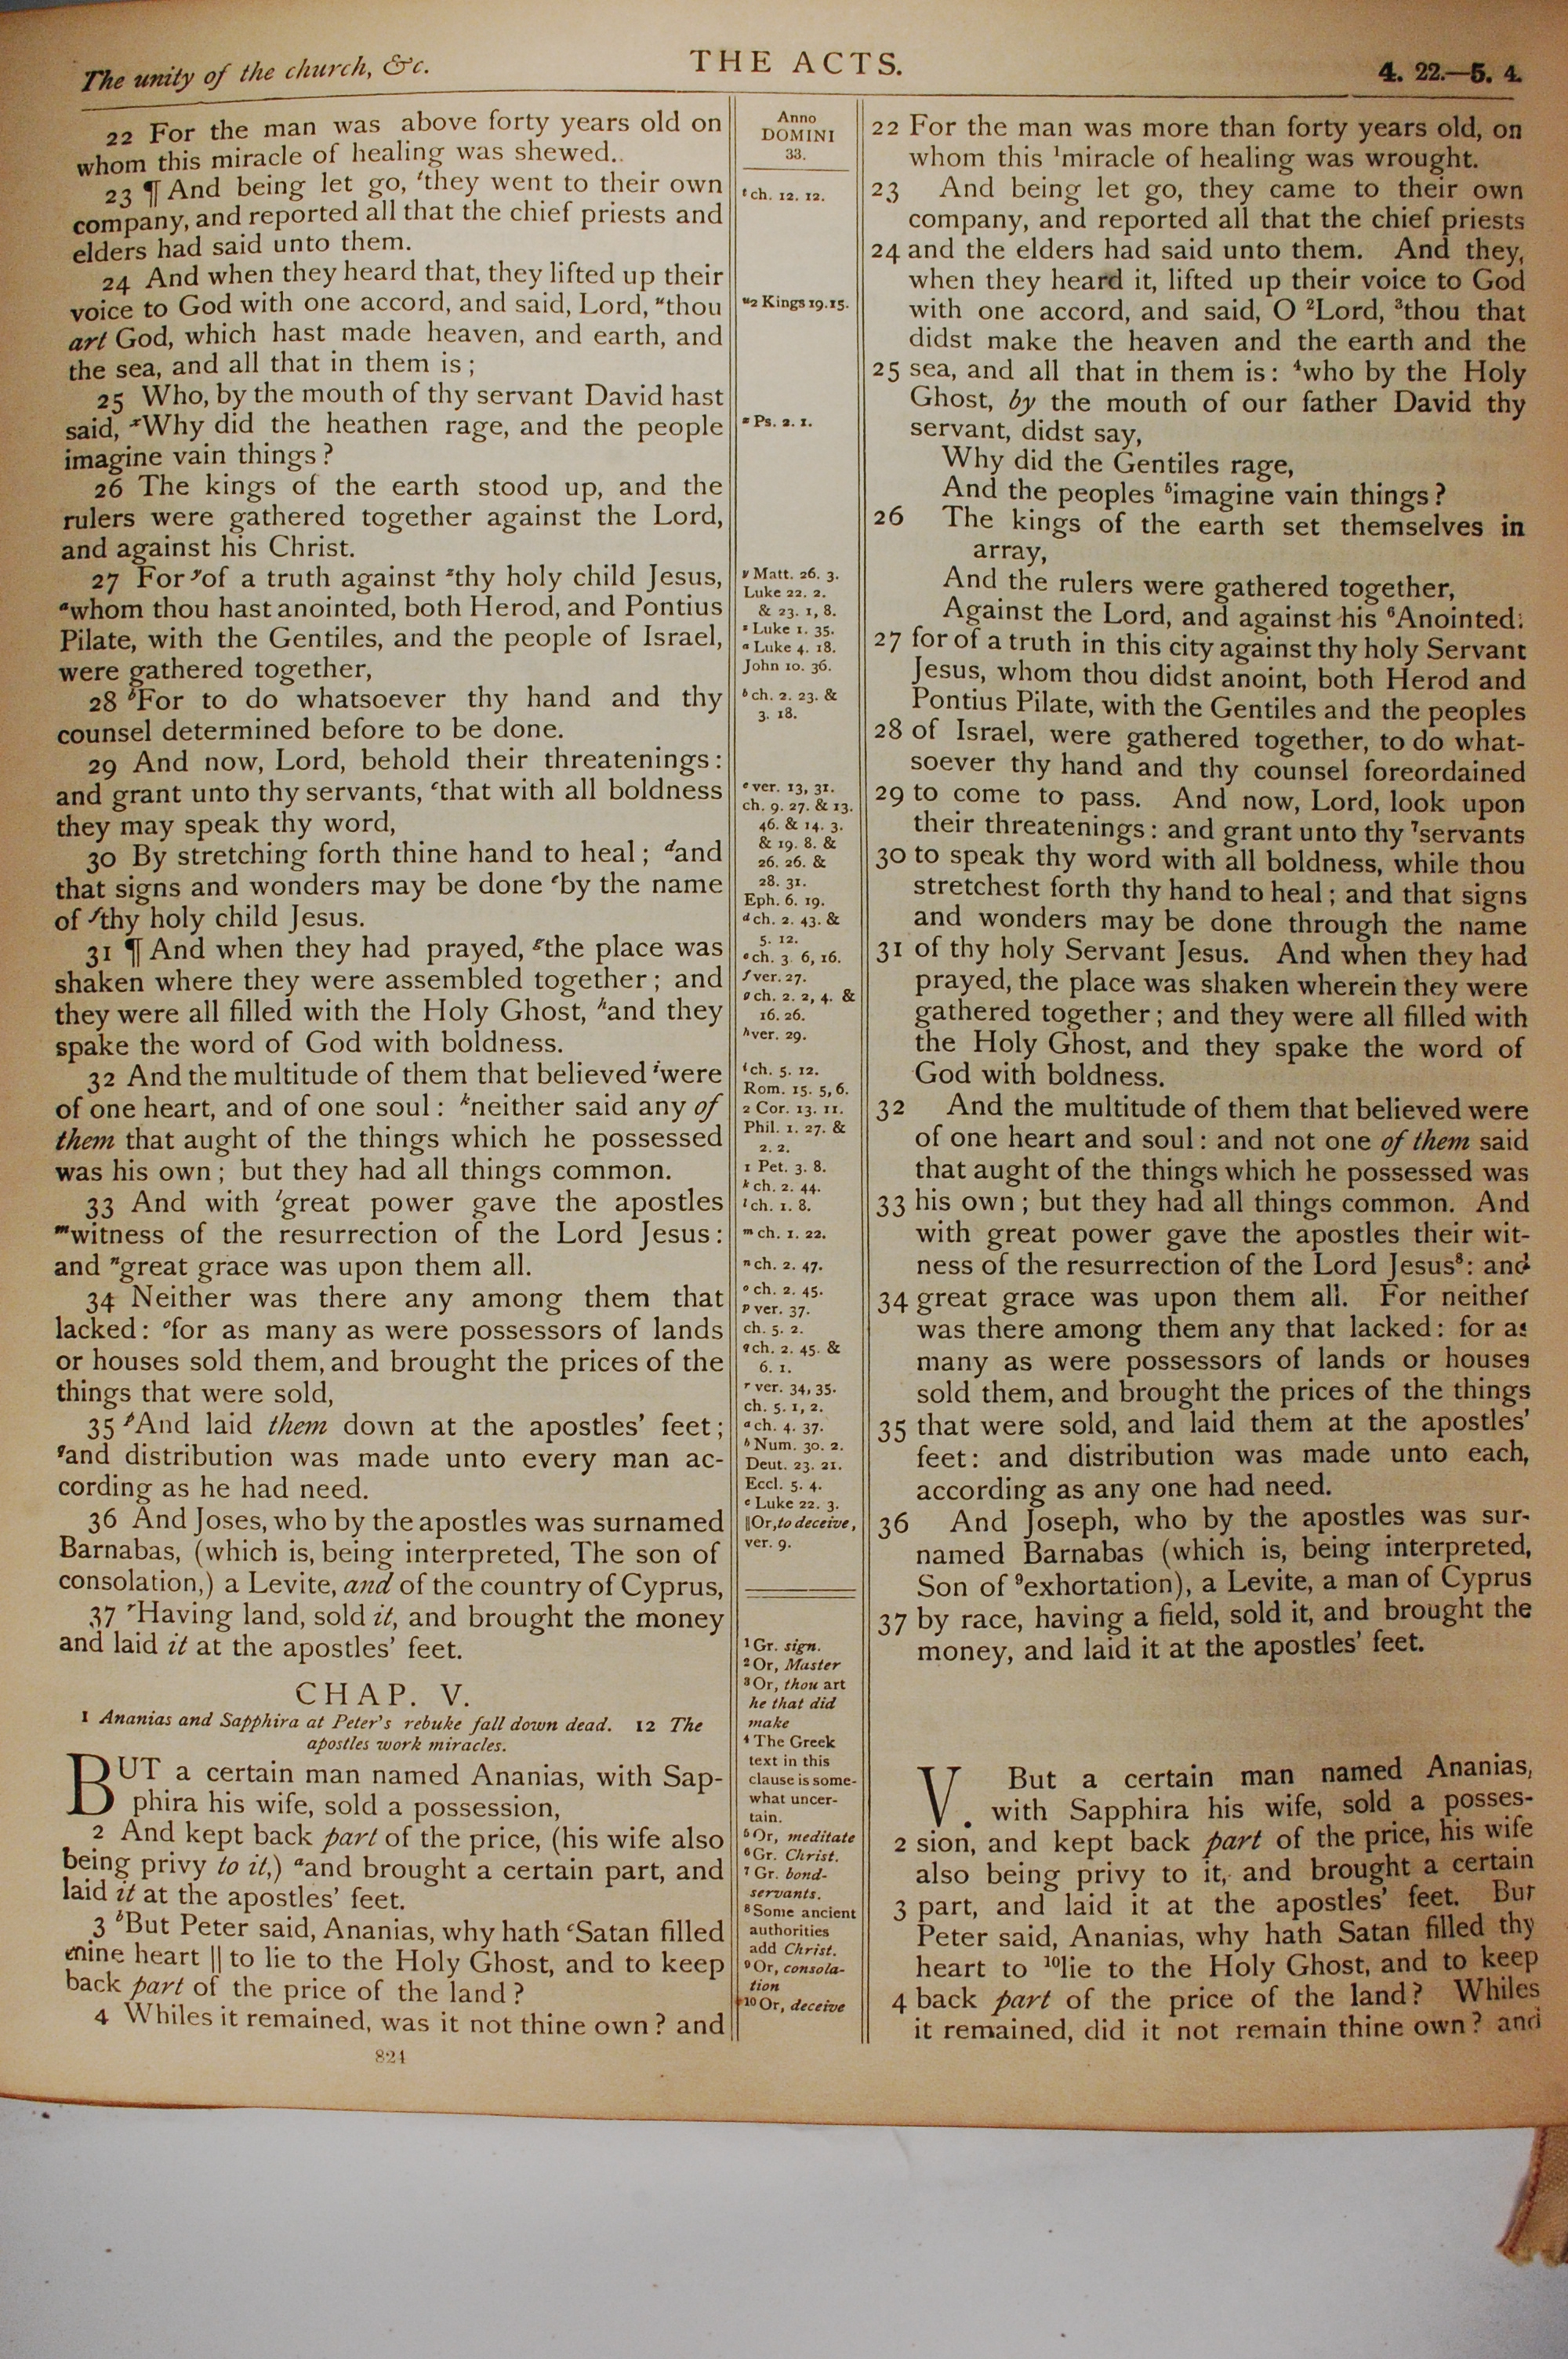 The unity of the church, &c.
THE ACTS.
4. 22.—5. 4.
22 For the man was above forty years old on
whom this miracle of healing was shewed.
23 ¶ And being let go, ᵗthey went to their own
company, and reported all that the chief priests and
elders had said unto them.
24 And when they heard that, they lifted up their
voice to God with one accord, and said, Lord, ᵘthou
art God, which hast made heaven, and earth, and
the sea, and all that in them is ;
25 Who, by the mouth of thy servant David hast
said, ˣWhy did the heathen rage, and the people
imagine vain things ?
26 The kings of the earth stood up, and the
rulers were gathered together against the Lord,
and against his Christ.
27 For ʸof a truth against ᶻthy holy child Jesus,
ᵃwhom thou hast anointed, both Herod, and Pontius
Pilate, with the Gentiles, and the people of Israel,
were gathered together,
28 ᵇFor to do whatsoever thy hand and thy
counsel determined before to be done.
29 And now, Lord, behold their threatenings :
and grant unto thy servants, ᶜthat with all boldness
they may speak thy word,
30 By stretching forth thine hand to heal ; ᵈand
that signs and wonders may be done ᵉby the name
of ᶠthy holy child Jesus.
31 ¶ And when they had prayed, ᵍthe place was
shaken where they were assembled together ; and
they were all filled with the Holy Ghost, ʰand they
spake the word of God with boldness.
32 And the multitude of them that believed ⁱwere
of one heart, and of one soul : ᵏneither said any of
them that aught of the things which he possessed
was his own ; but they had all things common.
33 And with ˡgreat power gave the apostles
ᵐwitness of the resurrection of the Lord Jesus :
and ⁿgreat grace was upon them all.
34 Neither was there any among them that
lacked : ᵒfor as many as were possessors of lands
or houses sold them, and brought the prices of the
things that were sold,
35 ᵖAnd laid them down at the apostles' feet ;
qand distribution was made unto every man ac-
cording as he had need.
36 And Joses, who by the apostles was surnamed
Barnabas, (which is, being interpreted, The son of
consolation,) a Levite, and of the country of Cyprus,
37 ʳHaving land, sold it, and brought the money
and laid it at the apostles' feet.
CHAP. V.
1 Ananias and Sapphira at Peter's rebuke fall down dead. 12 The
apostles work miracles.
BUT a certain man named Ananias, with Sap-
phira his wife, sold a possession,
2 And kept back part of the price, (his wife also
being privy to it,) ᵃand brought a certain part, and
laid it at the apostles' feet.
3 ᵇBut Peter said, Ananias, why hath ᶜSatan filled
mine heart || to lie to the Holy Ghost, and to keep
back part of the price of the land ?
4 Whiles it remained, was it not thine own ? and
824
Anno
DOMINI
33.
ᵗ ch. 12. 12.
ᵘ 2 Kings 19. 15.
ˣ Ps. 2. 1.
ʸ Matt. 26. 3.
Luke 22. 2.
& 23. 1, 8.
ᶻ Luke 1. 35.
ᵃ Luke 4. 18.
John 10. 36.
ᵇ ch. 2. 23. &
3. 18.
ᶜ ver. 13, 31.
ch. 9. 27. & 13.
46. & 14. 3.
& 19. 8. &
26. 26. &
28. 31.
Eph. 6. 19.
ᵈ ch. 2. 43. &
5. 12.
ᵉ ch. 3. 6, 16.
ᶠ ver. 27.
ᵍ ch. 2. 2, 4. &
16. 26.
ʰ ver. 29.
ⁱ ch. 5. 12.
Rom. 15. 5, 6.
2 Cor. 13. 11.
Phil. 1. 27. &
2. 2.
1 Pet. 3. 8.
ᵏ ch. 2. 44.
ˡ ch. 1. 8.
ᵐ ch. 1. 22.
ⁿ ch. 2. 47.
ᵒ ch. 2. 45.
ᵖ ver. 37.
ch. 5. 2.
q ch. 2. 45. &
6. 1.
ʳ ver. 34, 35.
ch. 5. 1, 2.
ᵃ ch. 4. 37.
ᵇ Num. 30. 2.
Deut. 23. 21.
Eccl. 5. 4.
ᶜ Luke 22. 3.
|| Or, to deceive,
ver. 9.
¹ Gr. sign.
² Or, Master
³ Or, thou art
he that did
make
⁴ The Greek
text in this
clause is some-
what uncer-
tain.
⁵ Or, meditate
⁶ Gr. Christ.
⁷ Gr. bond-
servants.
⁸ Some ancient
authorities
add Christ.
⁹ Or, consola-
tion
¹⁰ Or, deceive
22 For the man was more than forty years old, on
whom this ¹miracle of healing was wrought.
23 And being let go, they came to their own
company, and reported all that the chief priests
24 and the elders had said unto them. And they,
when they heard it, lifted up their voice to God
with one accord, and said, O ²Lord, ³thou that
didst make the heaven and the earth and the
25 sea, and all that in them is : ⁴who by the Holy
Ghost, by the mouth of our father David thy
servant, didst say,
Why did the Gentiles rage,
And the peoples ⁵imagine vain things ?
26 The kings of the earth set themselves in
array,
And the rulers were gathered together,
Against the Lord, and against his ⁶Anointed:
27 for of a truth in this city against thy holy Servant
Jesus, whom thou didst anoint, both Herod and
Pontius Pilate, with the Gentiles and the peoples
28 of Israel, were gathered together, to do what-
soever thy hand and thy counsel foreordained
29 to come to pass. And now, Lord, look upon
their threatenings : and grant unto thy ⁷servants
30 to speak thy word with all boldness, while thou
stretchest forth thy hand to heal ; and that signs
and wonders may be done through the name
31 of thy holy Servant Jesus. And when they had
prayed, the place was shaken wherein they were
gathered together ; and they were all filled with
the Holy Ghost, and they spake the word of
God with boldness.
32 And the multitude of them that believed were
of one heart and soul : and not one of them said
that aught of the things which he possessed was
33 his own ; but they had all things common. And
with great power gave the apostles their wit-
ness of the resurrection of the Lord Jesus⁸: and
34 great grace was upon them all. For neither
was there among them any that lacked : for as
many as were possessors of lands or houses
sold them, and brought the prices of the things
35 that were sold, and laid them at the apostles'
feet : and distribution was made unto each,
according as any one had need.
36 And Joseph, who by the apostles was sur-
named Barnabas (which is, being interpreted,
Son of ⁹exhortation), a Levite, a man of Cyprus
37 by race, having a field, sold it, and brought the
money, and laid it at the apostles' feet.
V. But a certain man named Ananias,
with Sapphira his wife, sold a posses-
2 sion, and kept back part of the price, his wife
also being privy to it, and brought a certain
3 part, and laid it at the apostles' feet. But
Peter said, Ananias, why hath Satan filled thy
heart to ¹⁰lie to the Holy Ghost, and to keep
4 back part of the price of the land ? Whiles
it remained, did it not remain thine own ? and